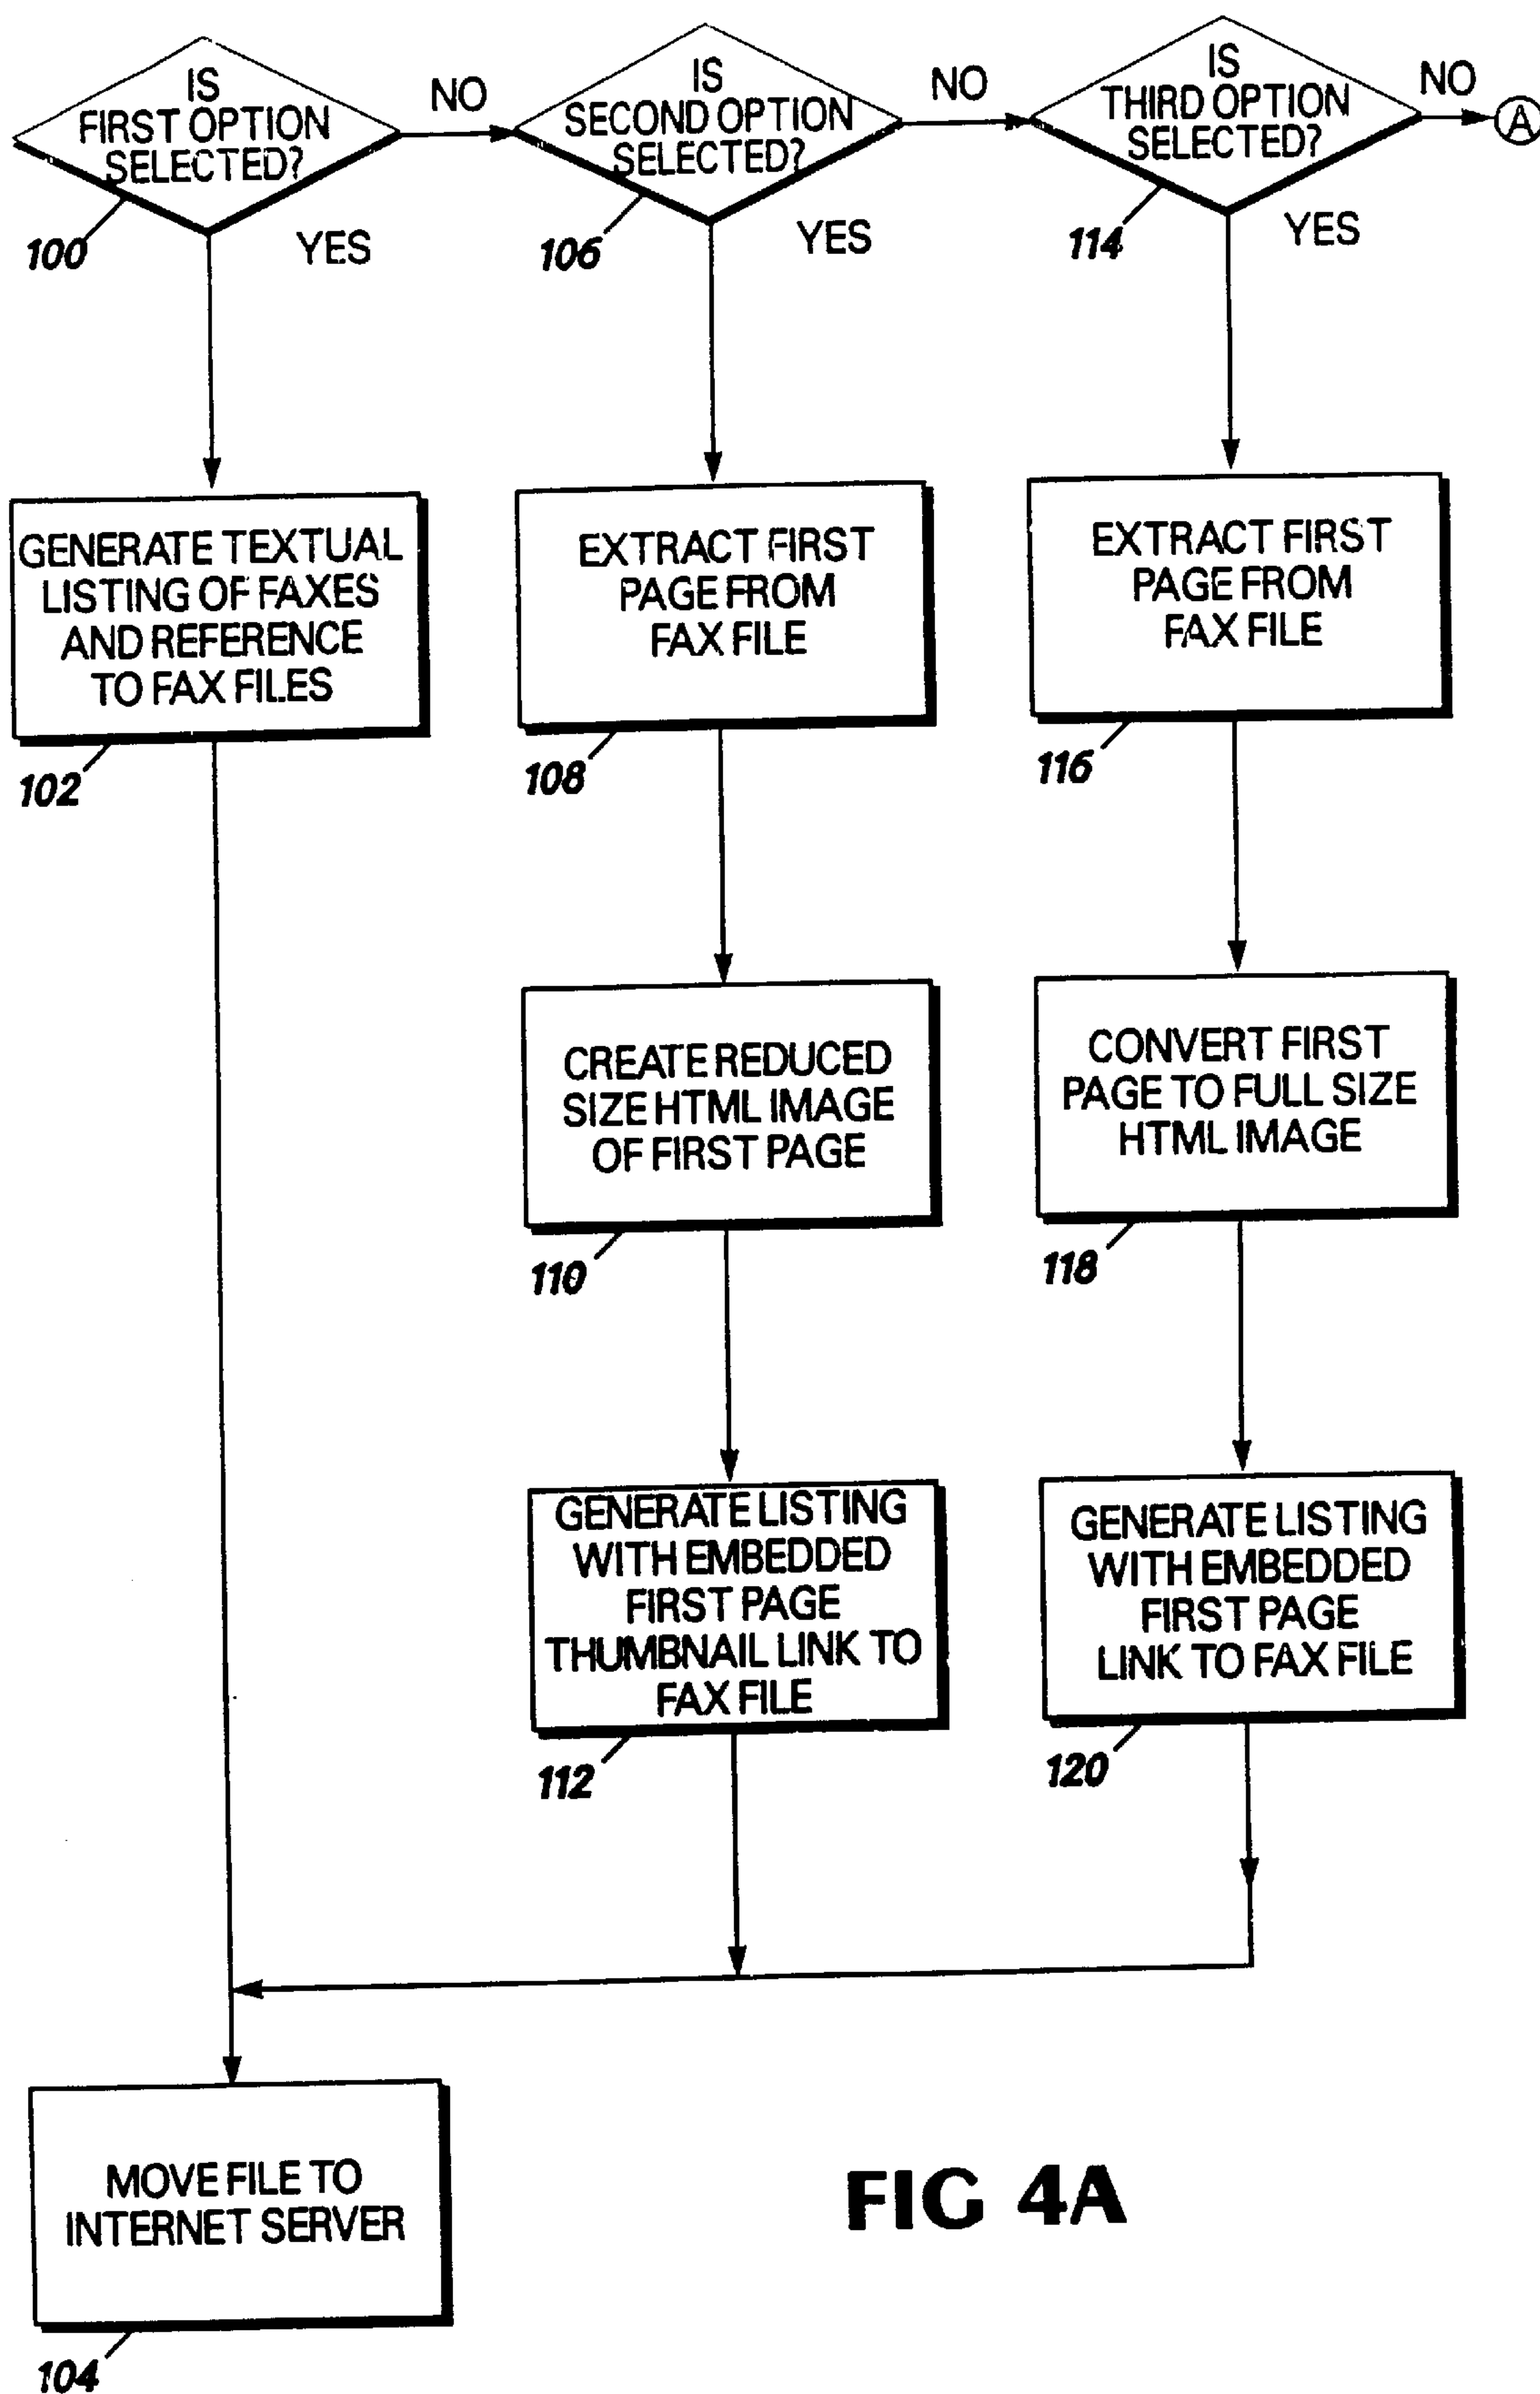 IS
FIRST OPTION
SELECTED?
NO
100
YES
IS
SECOND OPTION
SELECTED?
NO
106
YES
IS
THIRD OPTION
SELECTED?
NO
A
114
YES
GENERATE TEXTUAL
LISTING OF FAXES
AND REFERENCE
TO FAX FILES
102
EXTRACT FIRST
PAGE FROM
FAX FILE
108
EXTRACT FIRST
PAGE FROM
FAX FILE
116
CREATE REDUCED
SIZE HTML IMAGE
OF FIRST PAGE
110
CONVERT FIRST
PAGE TO FULL SIZE
HTML IMAGE
118
GENERATE LISTING
WITH EMBEDDED
FIRST PAGE
THUMBNAIL LINK TO
FAX FILE
112
GENERATE LISTING
WITH EMBEDDED
FIRST PAGE
LINK TO FAX FILE
120
MOVE FILE TO
INTERNET SERVER
104
FIG 4A